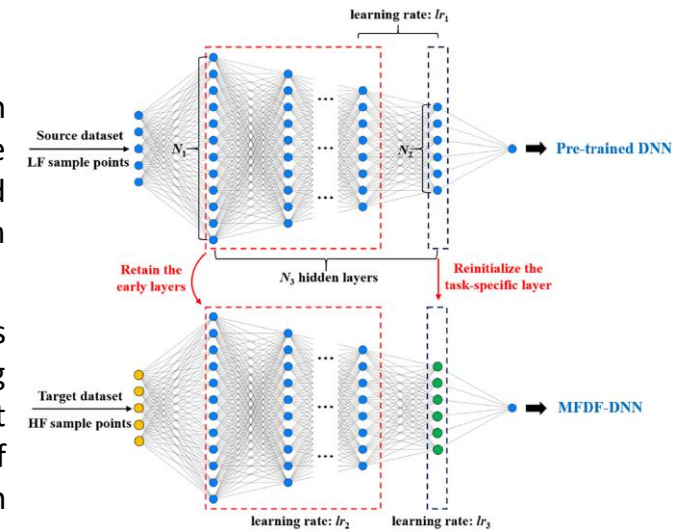 learning rate: lr₁
Source dataset
LF sample points
N₁
...
...
N₂
Pre-trained DNN
Retain the
early layers
N₃ hidden layers
Reinitialize the
task-specific layer
Target dataset
HF sample points
...
...
MFDF-DNN
learning rate: lr₂
learning rate: lr₃